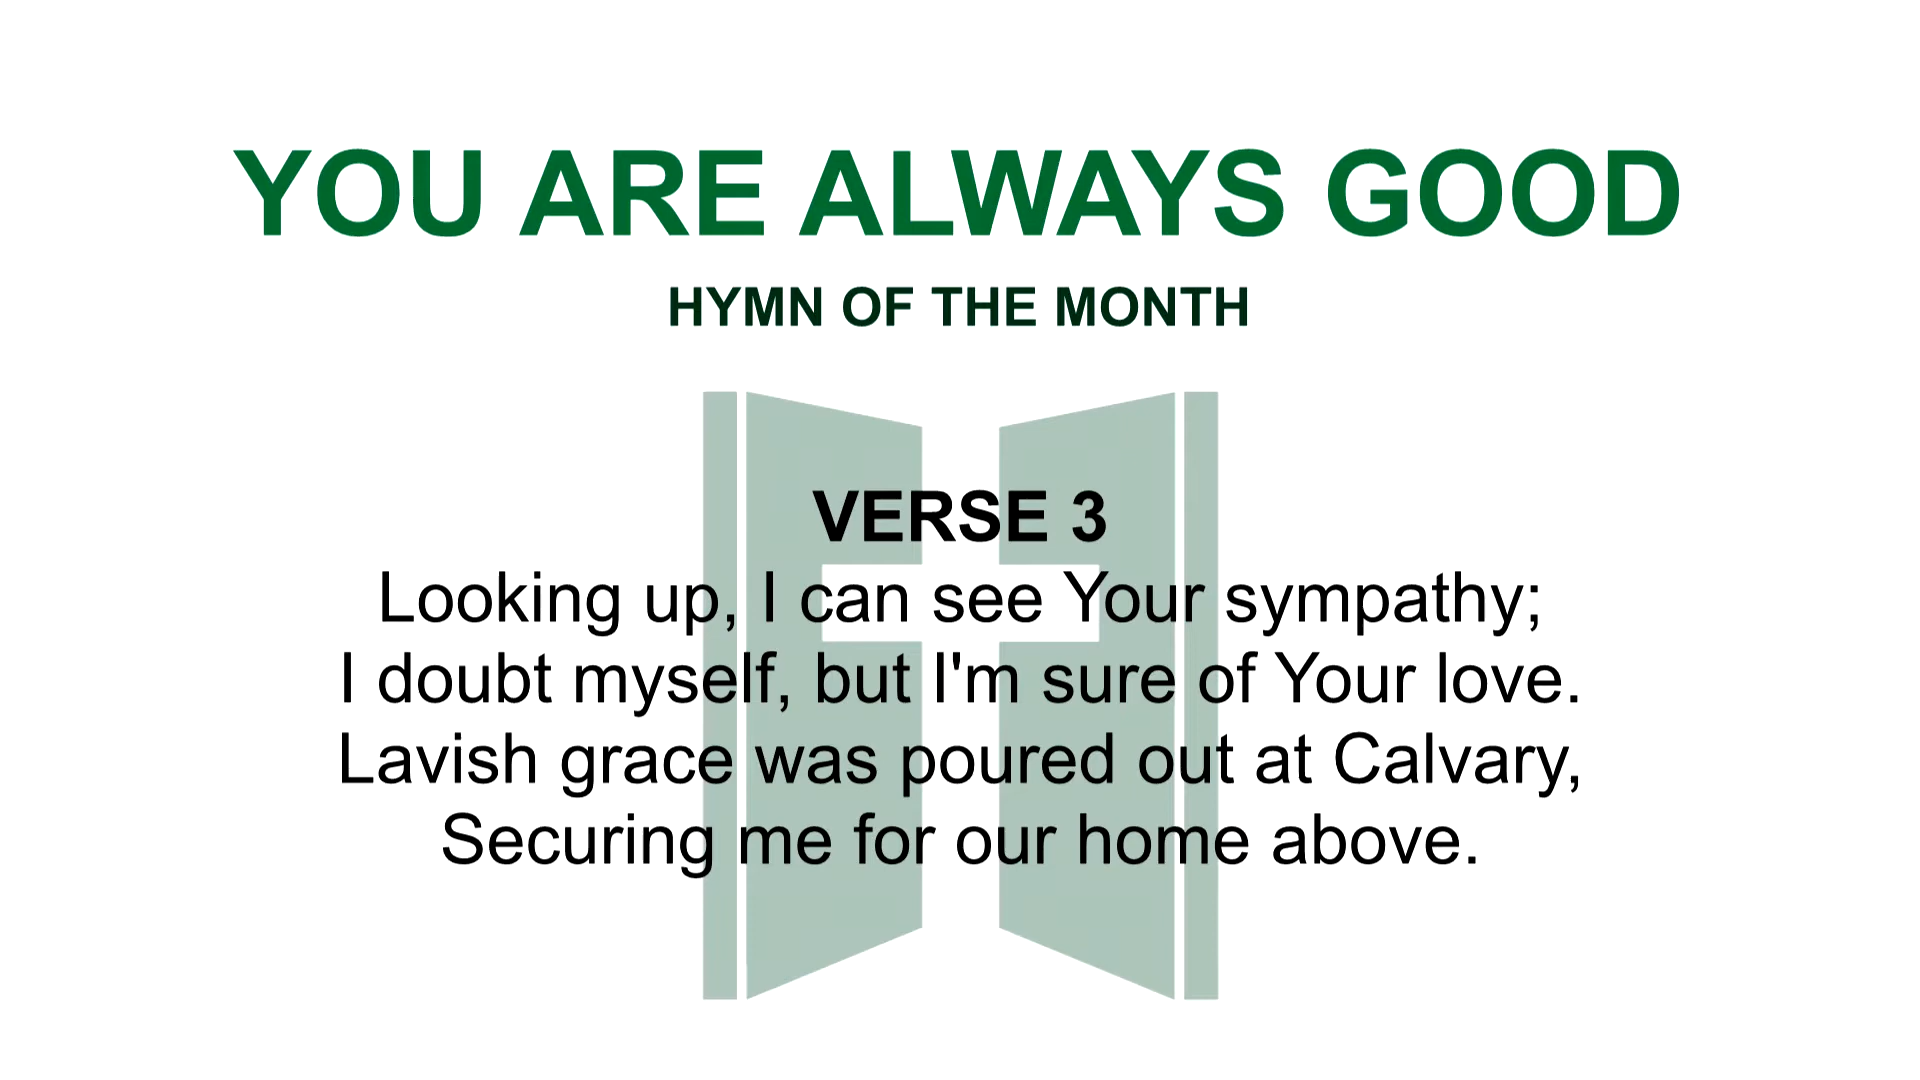 YOU ARE ALWAYS GOOD
HYMN OF THE MONTH
VERSE 3
Looking up, I can see Your sympathy;
I doubt myself, but I'm sure of Your love.
Lavish grace was poured out at Calvary,
Securing me for our home above.